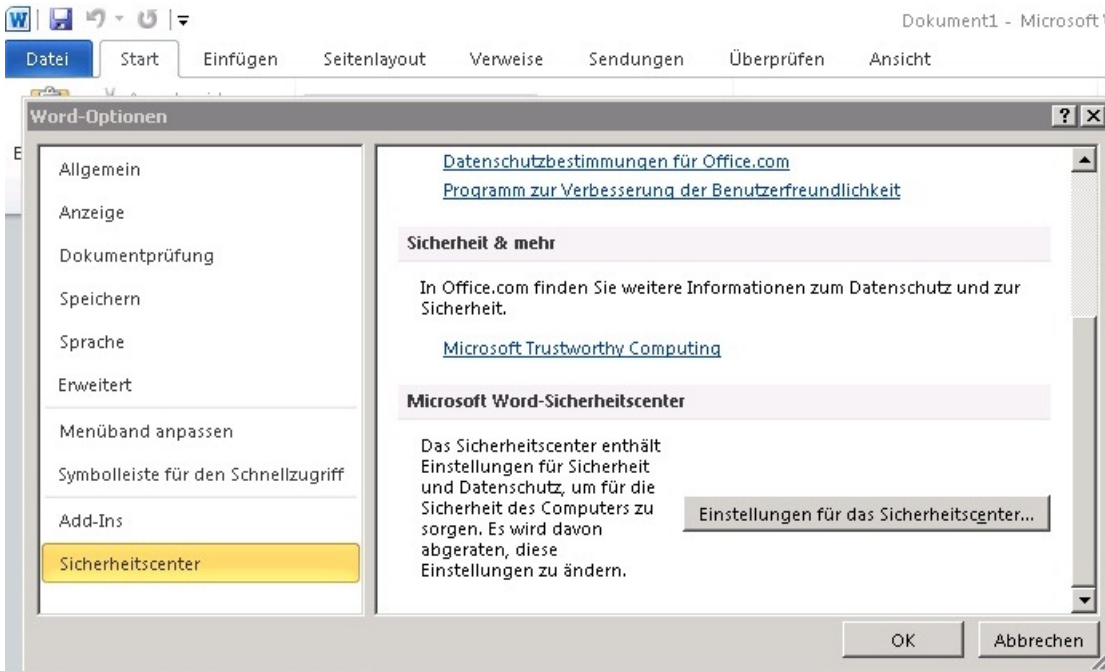 Dokument1 - Microsoft
Datei Start Einfügen Seitenlayout Verweise Sendungen Überprüfen Ansicht
Word-Optionen
Allgemein
Anzeige
Dokumentprüfung
Speichern
Sprache
Erweitert
Menüband anpassen
Symbolleiste für den Schnellzugriff
Add-Ins
Sicherheitscenter
Datenschutzbestimmungen für Office.com
Programm zur Verbesserung der Benutzerfreundlichkeit
Sicherheit & mehr
In Office.com finden Sie weitere Informationen zum Datenschutz und zur
Sicherheit.
Microsoft Trustworthy Computing
Microsoft Word-Sicherheitscenter
Das Sicherheitscenter enthält
Einstellungen für Sicherheit
und Datenschutz, um für die
Sicherheit des Computers zu
sorgen. Es wird davon
abgeraten, diese
Einstellungen zu ändern.
Einstellungen für das Sicherheitscenter...
OK Abbrechen